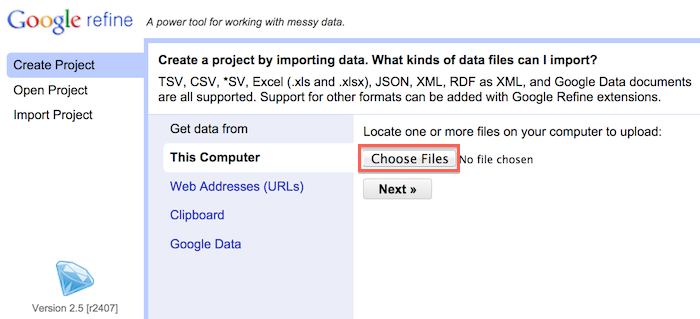 Google refine A power tool for working with messy data.
Create Project
Open Project
Import Project
Create a project by importing data. What kinds of data files can I import?
TSV, CSV, *SV, Excel (.xls and .xlsx), JSON, XML, RDF as XML, and Google Data documents
are all supported. Support for other formats can be added with Google Refine extensions.
Get data from
This Computer
Web Addresses (URLs)
Clipboard
Google Data
Locate one or more files on your computer to upload:
Choose Files No file chosen
Next »
Version 2.5 [r2407]